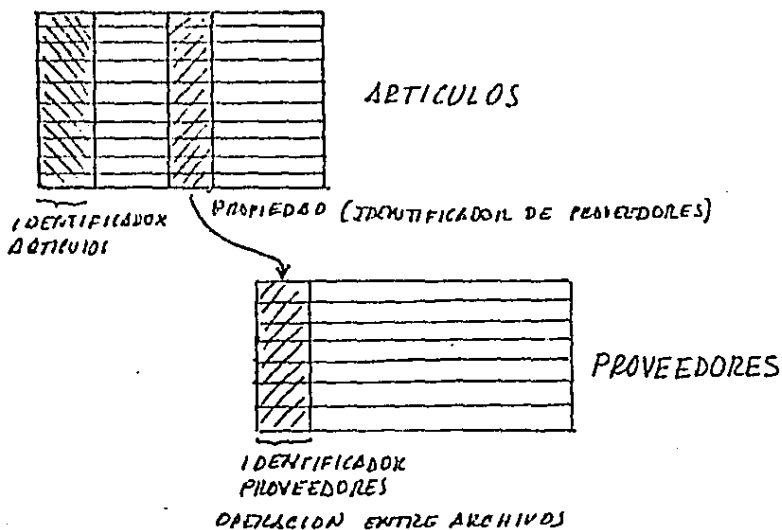 ARTICULOS
IDENTIFICADOR
ARTICULOS
PROPIEDAD (IDENTIFICADOR DE PROVEEDORES)
PROVEEDORES
IDENTIFICADOR
PROVEEDORES
OPERACION ENTRE ARCHIVOS